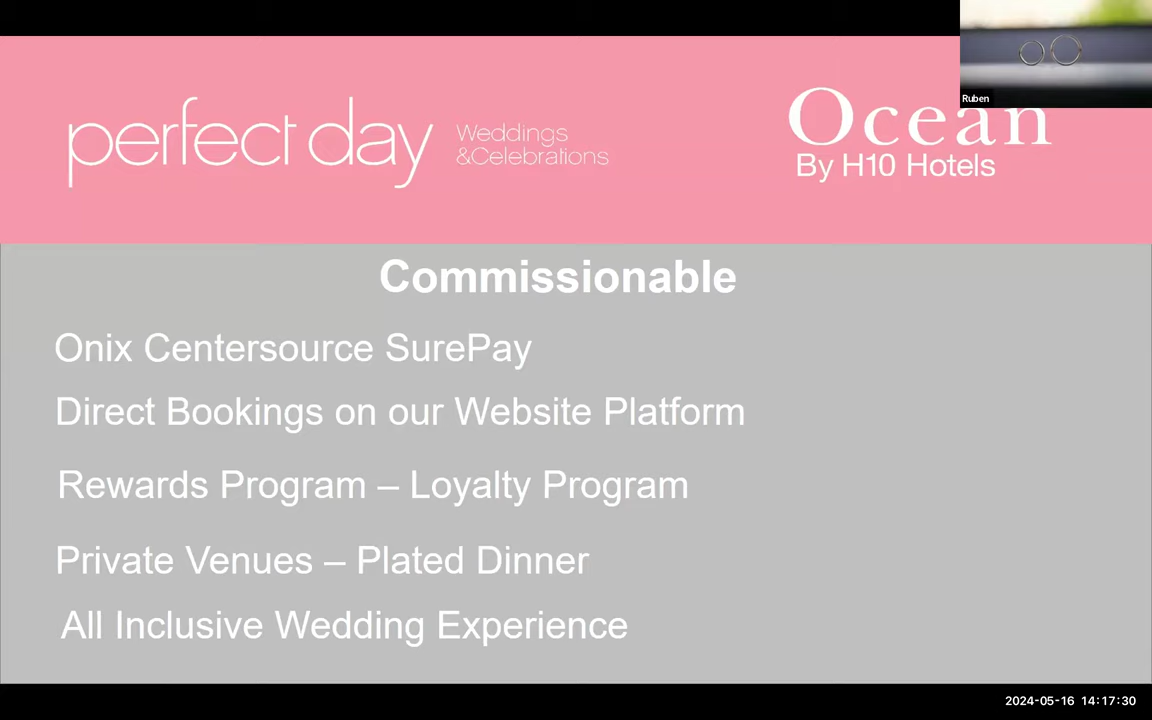 Ruben
perfect day
Weddings
&Celebrations
Ocean
By H10 Hotels
Commissionable
Onix Centersource SurePay
Direct Bookings on our Website Platform
Rewards Program – Loyalty Program
Private Venues – Plated Dinner
All Inclusive Wedding Experience
2024-05-16 14:17:30